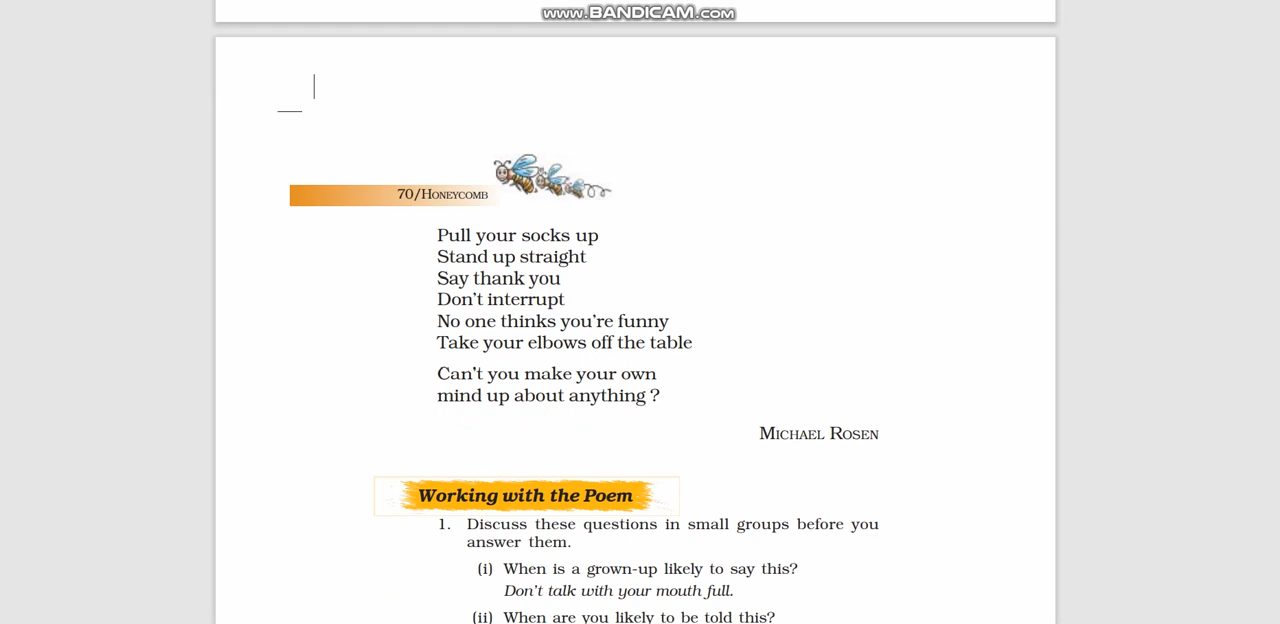 www.BANDICAM.com
70/HONEYCOMB
Pull your socks up
Stand up straight
Say thank you
Don't interrupt
No one thinks you're funny
Take your elbows off the table
Can't you make your own
mind up about anything ?
MICHAEL ROSEN
Working with the Poem
1. Discuss these questions in small groups before you
answer them.
(i) When is a grown-up likely to say this?
Don't talk with your mouth full.
(ii) When are you likely to be told this?